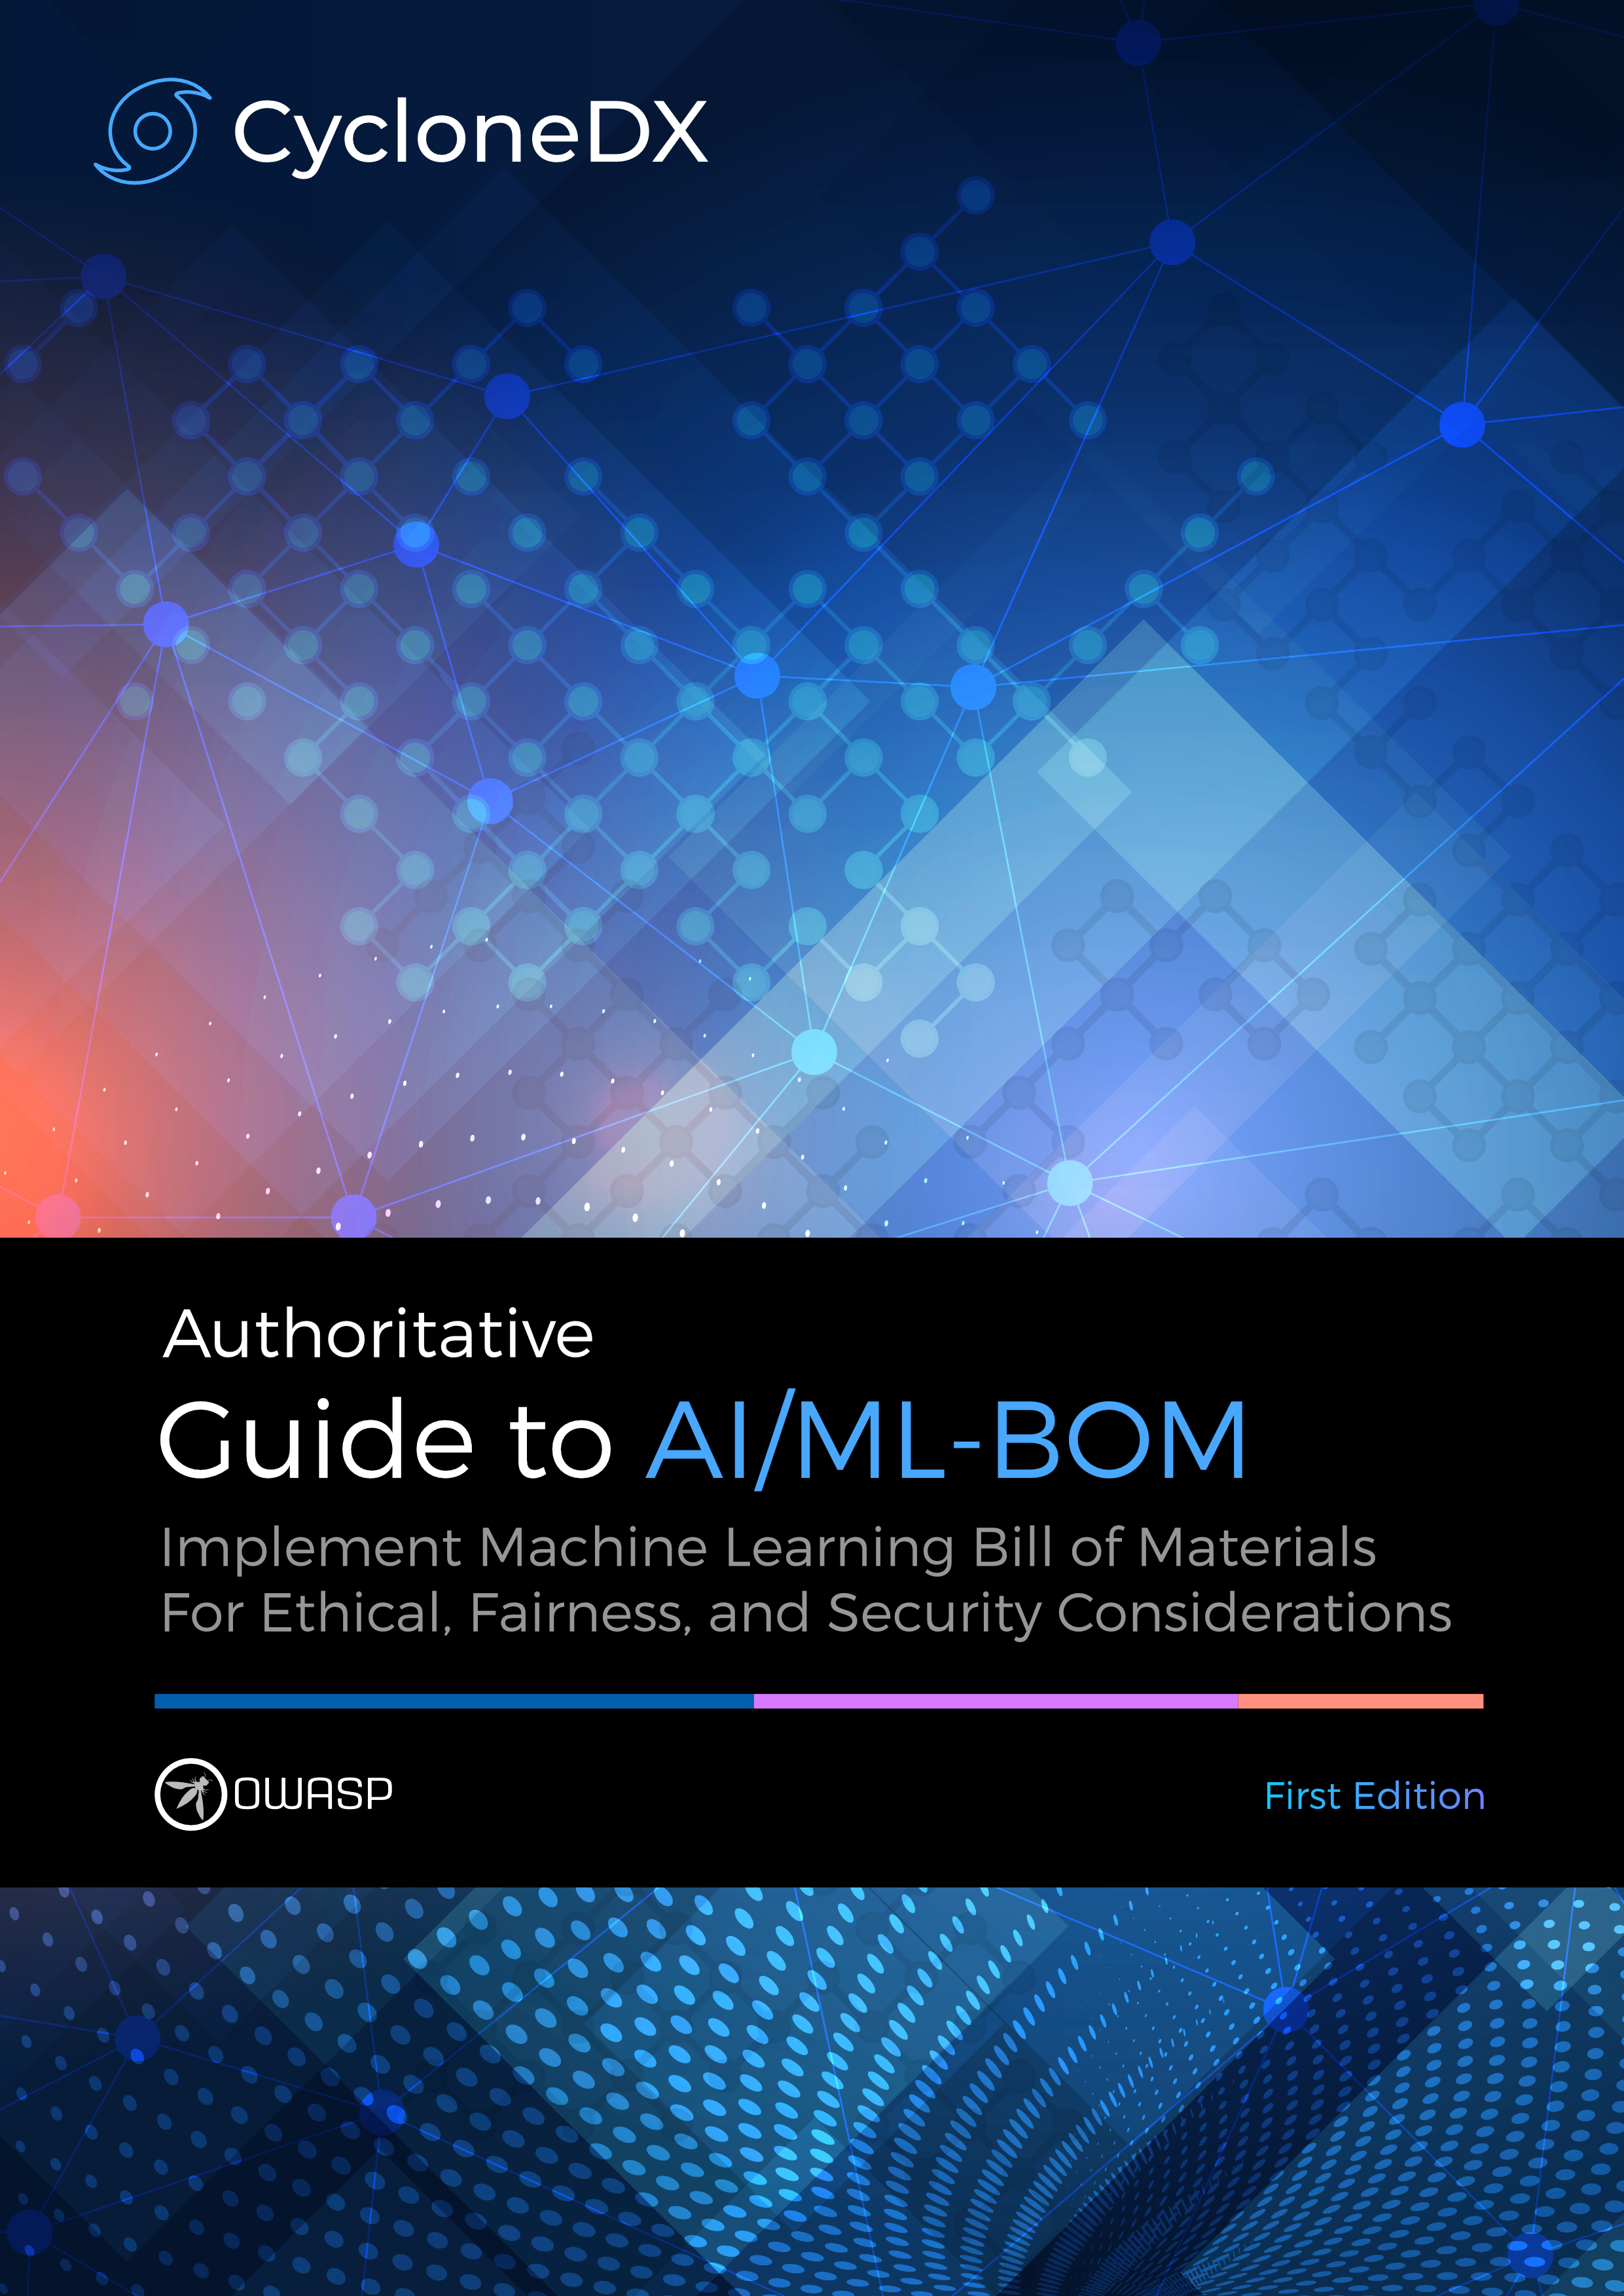 CycloneDX
Authoritative
Guide to AI/ML-BOM
Implement Machine Learning Bill of Materials
For Ethical, Fairness, and Security Considerations
OWASP
First Edition